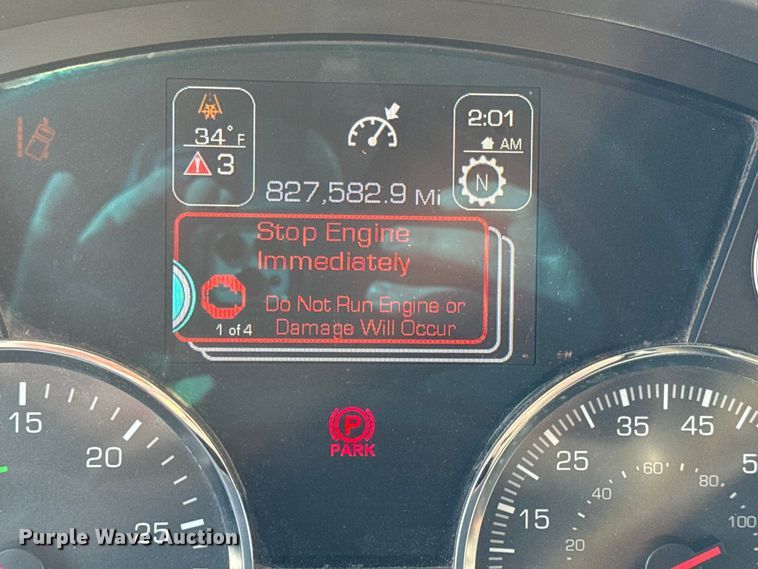 34°F
2:01
AM
3
N
827,582.9 Mi
Stop Engine
Immediately
Do Not Run Engine or
Damage Will Occur
1 of 4
P
PARK
15
20
25
15
25
35
45
20
40
60
80
100
Purple Wave Auction